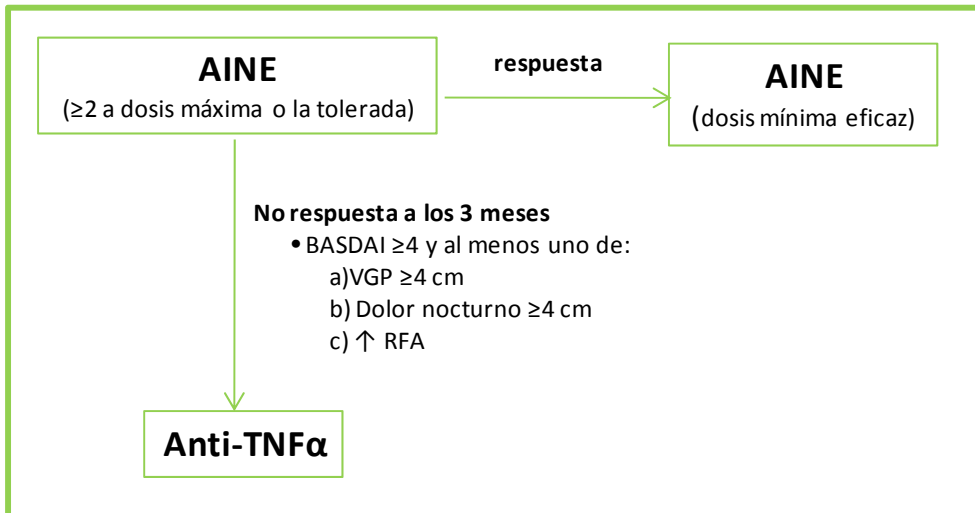 AINE
(≥2 a dosis máxima o la tolerada)
respuesta
AINE
(dosis mínima eficaz)
No respuesta a los 3 meses
• BASDAI ≥4 y al menos uno de:
a)VGP ≥4 cm
b) Dolor nocturno ≥4 cm
c) ↑ RFA
Anti-TNFα